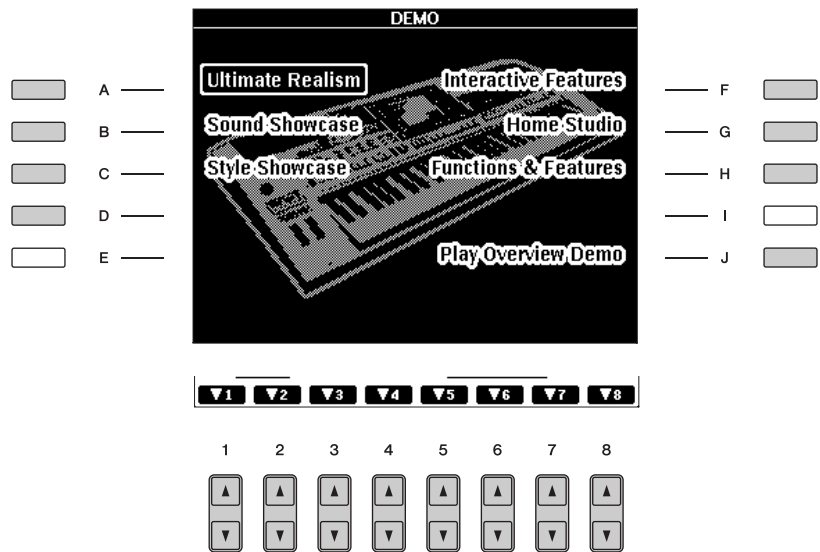 DEMO
A Ultimate Realism Interactive Features F
B Sound Showcase Home Studio G
C Style Showcase Functions & Features H
D I
E Play Overview Demo J
▼1 ▼2 ▼3 ▼4 ▼5 ▼6 ▼7 ▼8
1 2 3 4 5 6 7 8